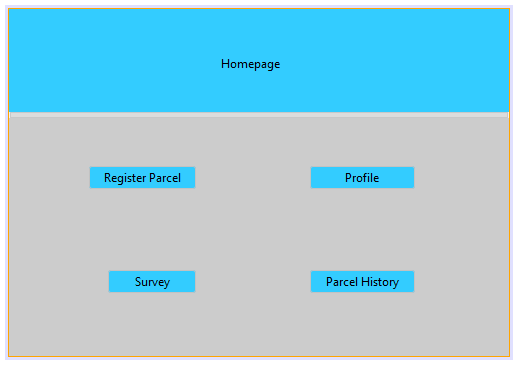 Homepage
Register Parcel
Profile
Survey
Parcel History